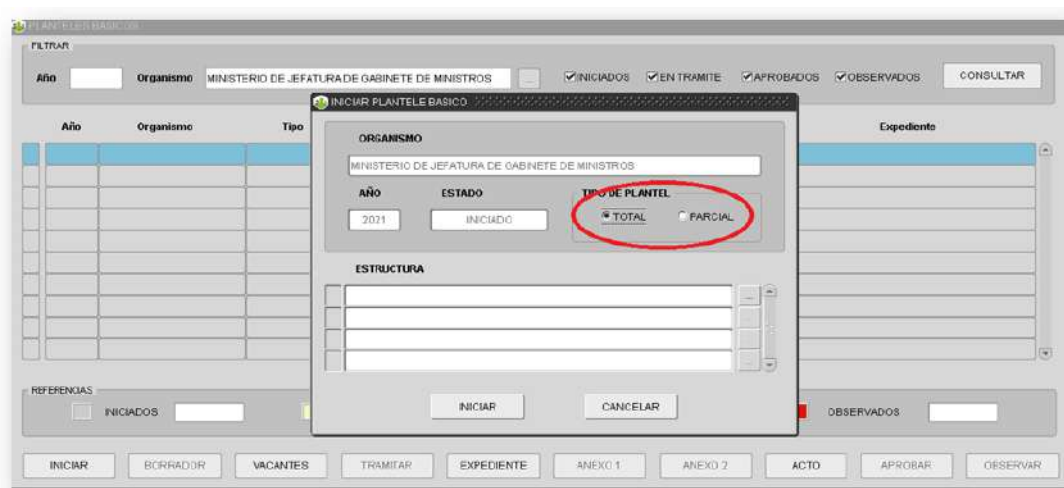 PLANTELES BASICOS
FILTRAR
Año Organismo MINISTERIO DE JEFATURA DE GABINETE DE MINISTROS ... INICIADOS EN TRAMITE APROBADOS OBSERVADOS CONSULTAR
INICIAR PLANTELE BASICO
Año Organismo Tipo Expediente
ORGANISMO
MINISTERIO DE JEFATURA DE GABINETE DE MINISTROS
AÑO ESTADO TIPO DE PLANTEL
2021 INICIADO TOTAL PARCIAL
ESTRUCTURA
...
...
...
...
INICIAR CANCELAR
REFERENCIAS
INICIADOS OBSERVADOS
INICIAR BORRADOR VACANTES TRAMITAR EXPEDIENTE ANEXO 1 ANEXO 2 ACTO APROBAR OBSERVAR